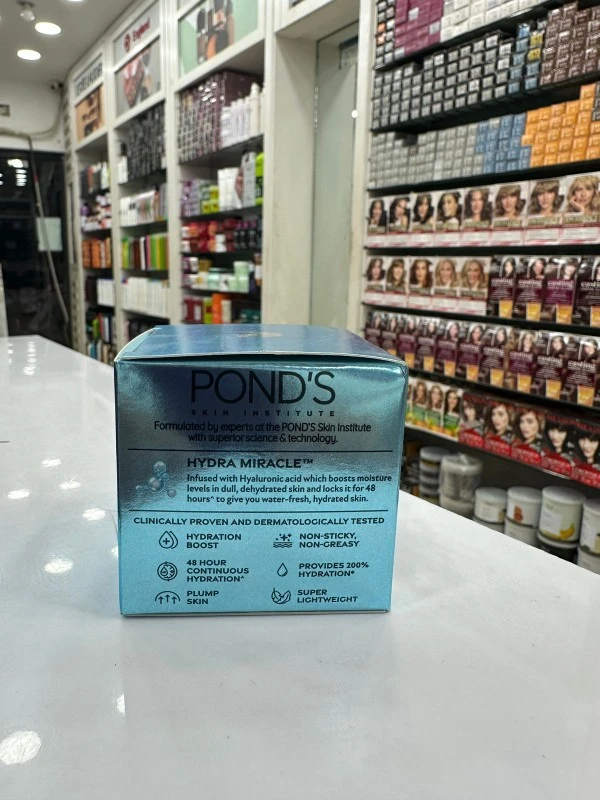 POND'S
SKIN INSTITUTE
Formulated by experts at the POND'S Skin Institute
with superior science & technology.
HYDRA MIRACLE™
Infused with Hyaluronic acid which boosts moisture
levels in dull, dehydrated skin and locks it for 48
hours^ to give you water-fresh, hydrated skin.
CLINICALLY PROVEN AND DERMATOLOGICALLY TESTED
HYDRATION
BOOST
NON-STICKY,
NON-GREASY
48 HOUR
CONTINUOUS
HYDRATION^
PROVIDES 200%
HYDRATION*
PLUMP
SKIN
SUPER
LIGHTWEIGHT